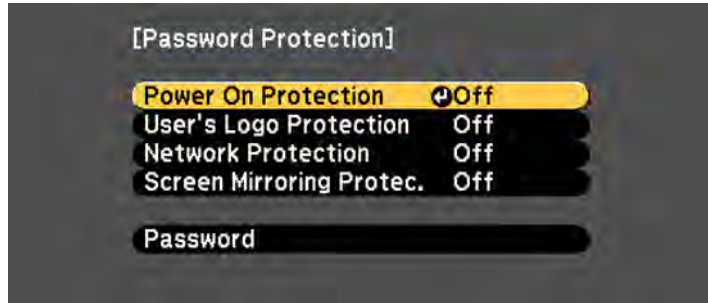 [Password Protection]
Power On Protection Off
User's Logo Protection Off
Network Protection Off
Screen Mirroring Protec. Off
Password